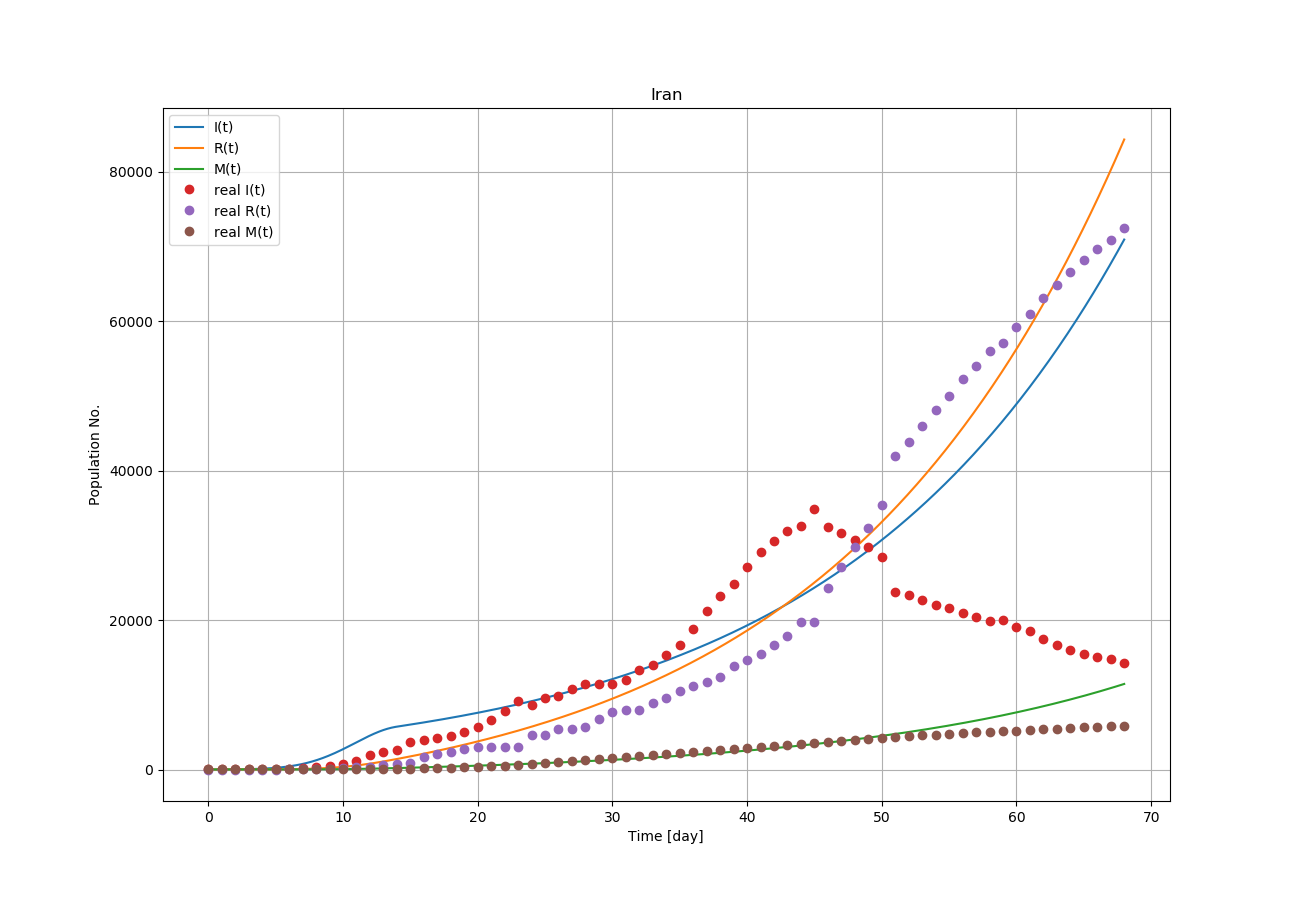 Iran
I(t)
R(t)
M(t)
real I(t)
real R(t)
real M(t)
80000
60000
40000
20000
0
Population No.
0 10 20 30 40 50 60 70
Time [day]